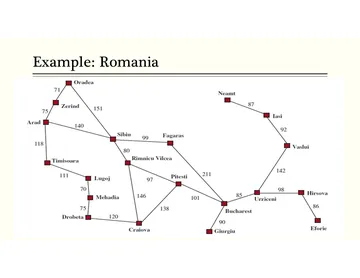 Example: Romania
Oradea
71
Neamt
Zerind
87
75
151
Iasi
Arad
140
92
Sibiu
99
Fagaras
118
80
Vaslui
Timisoara
Rimnicu Vilcea
111
Lugoj
97
Pitesti
211
142
70
98
Hirsova
Mehadia
146
101
85
Urziceni
75
138
86
Bucharest
Drobeta
120
90
Craiova
Giurgiu
Eforie